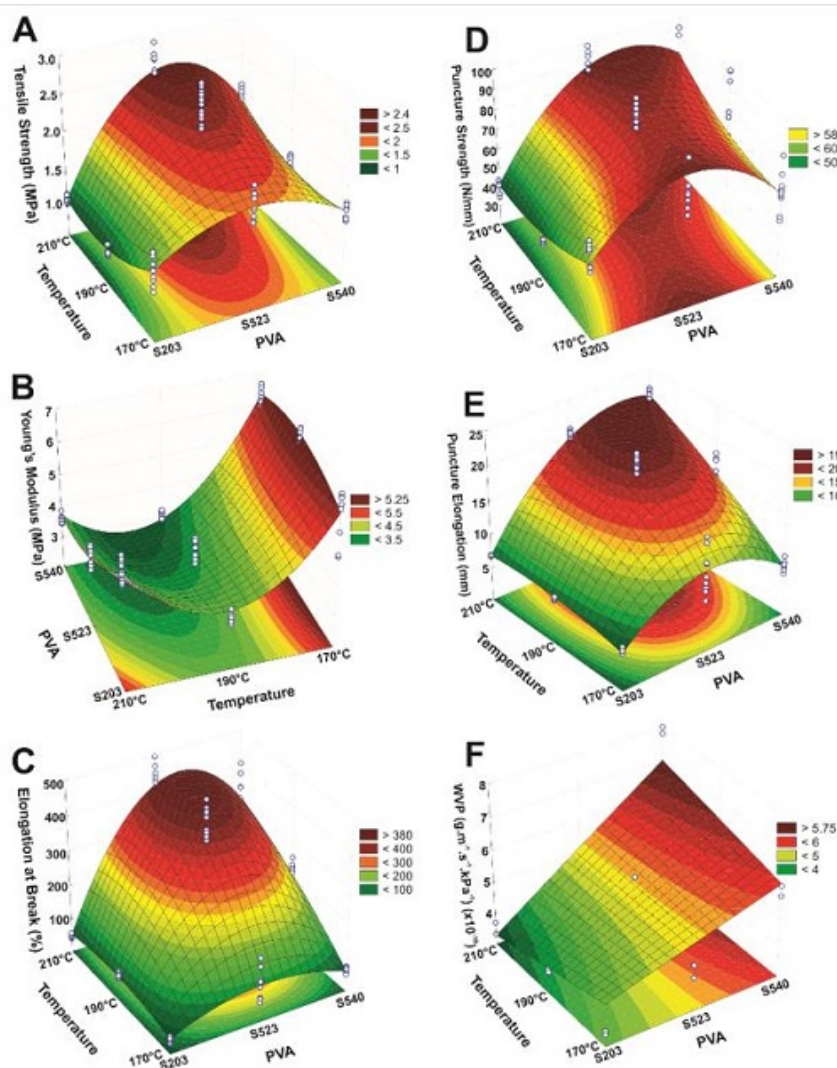 A
Tensile Strength (MPa)
3.0
2.5
2.0
1.5
1.0
210°C
190°C
170°C
Temperature
S203
S523
S540
PVA
> 2.4
< 2.5
< 2
< 1.5
< 1
D
Puncture Strength (N/mm)
100
90
80
70
60
50
40
30
210°C
190°C
170°C
Temperature
S203
S523
S540
PVA
> 58
< 60
< 50
B
Young's Modulus (MPa)
7
6
5
4
3
S540
S523
S203
PVA
210°C
190°C
170°C
Temperature
> 5.25
< 5.5
< 4.5
< 3.5
E
Puncture Elongation (mm)
25
20
15
10
5
210°C
190°C
170°C
Temperature
S203
S523
S540
PVA
< 15
C
Elongation at Break (%)
500
400
300
200
100
210°C
190°C
170°C
Temperature
S203
S523
S540
PVA
> 380
< 400
< 300
< 200
< 100
F
WVP
8
7
6
5
4
210°C
190°C
170°C
Temperature
S203
S523
S540
PVA
> 5.75
< 6
< 5
< 4